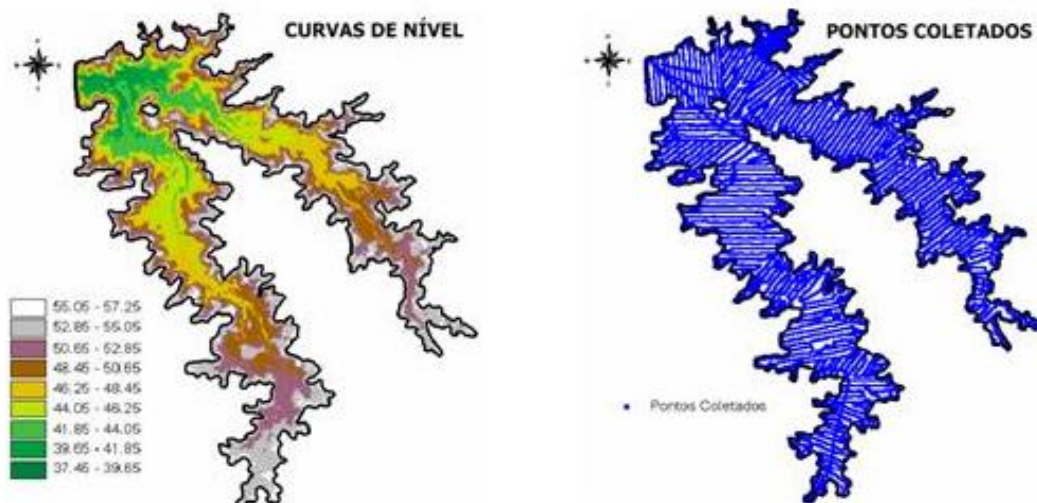 CURVAS DE NÍVEL
55.05 - 57.25
52.85 - 55.05
50.65 - 52.85
48.45 - 50.65
46.25 - 48.45
44.05 - 46.25
41.85 - 44.05
39.65 - 41.85
37.45 - 39.65
PONTOS COLETADOS
Pontos Coletados